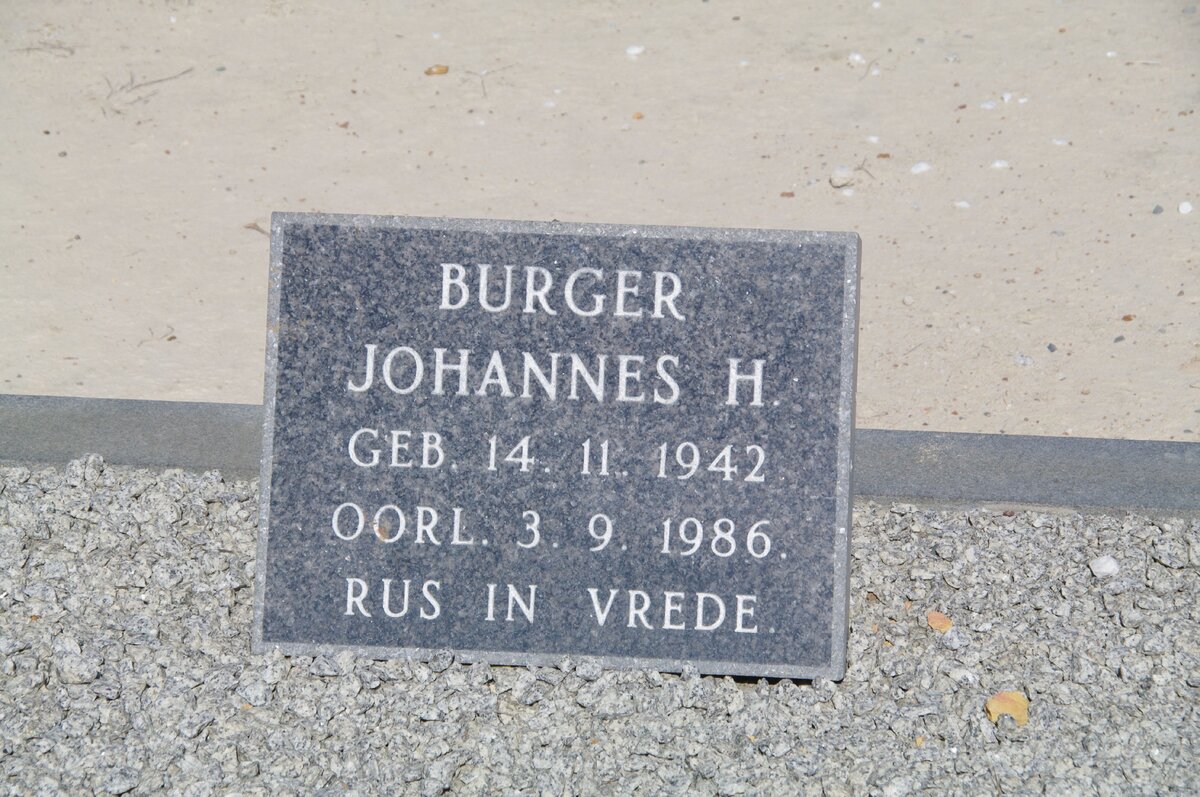 BURGER
JOHANNES H.
GEB. 14. 11. 1942
OORL. 3. 9. 1986.
RUS IN VREDE.